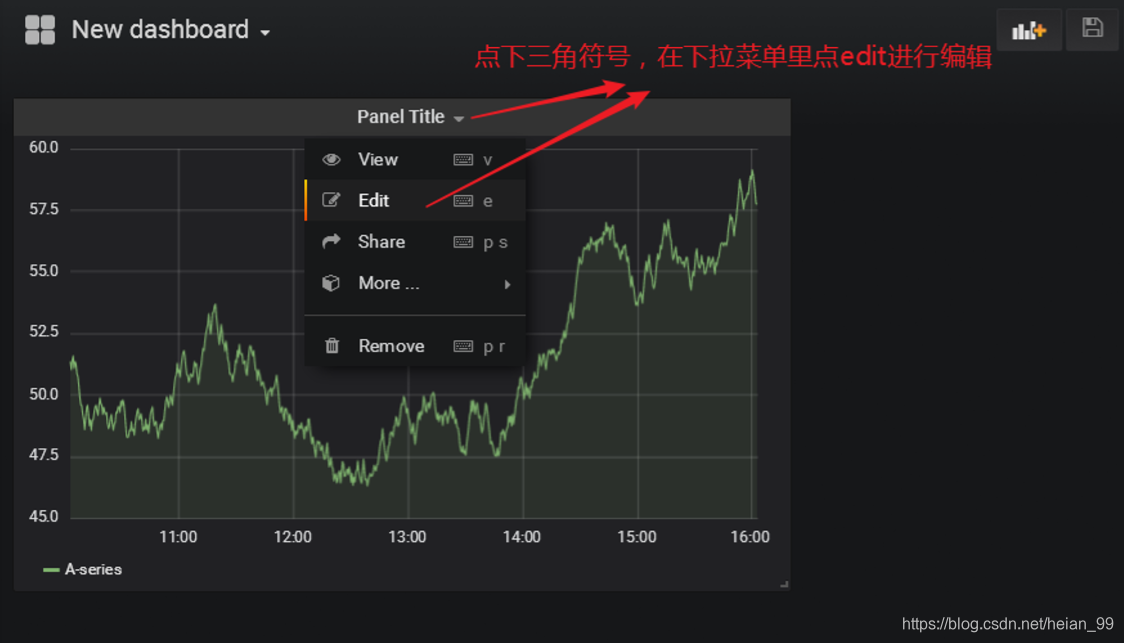 New dashboard
点下三角符号，在下拉菜单里点edit进行编辑
Panel Title
View v
Edit e
Share p s
More ...
Remove p r
60.0
57.5
55.0
52.5
50.0
47.5
45.0
11:00 12:00 13:00 14:00 15:00 16:00
A-series
https://blog.csdn.net/heian_99